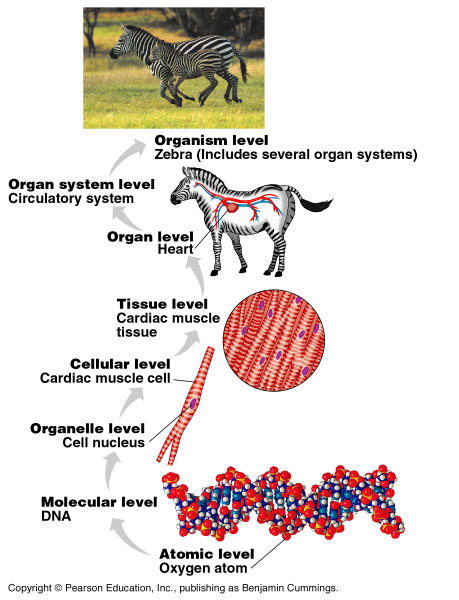 Organism level
Zebra (Includes several organ systems)
Organ system level
Circulatory system
Organ level
Heart
Tissue level
Cardiac muscle
tissue
Cellular level
Cardiac muscle cell
Organelle level
Cell nucleus
Molecular level
DNA
Atomic level
Oxygen atom
Copyright © Pearson Education, Inc., publishing as Benjamin Cummings.